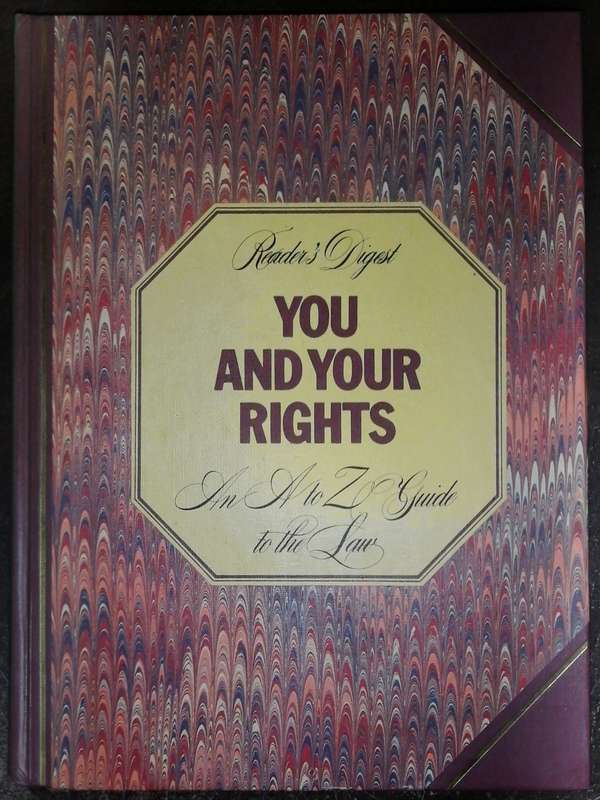 Reader's Digest
YOU
AND YOUR
RIGHTS
An A to Z Guide
to the Law